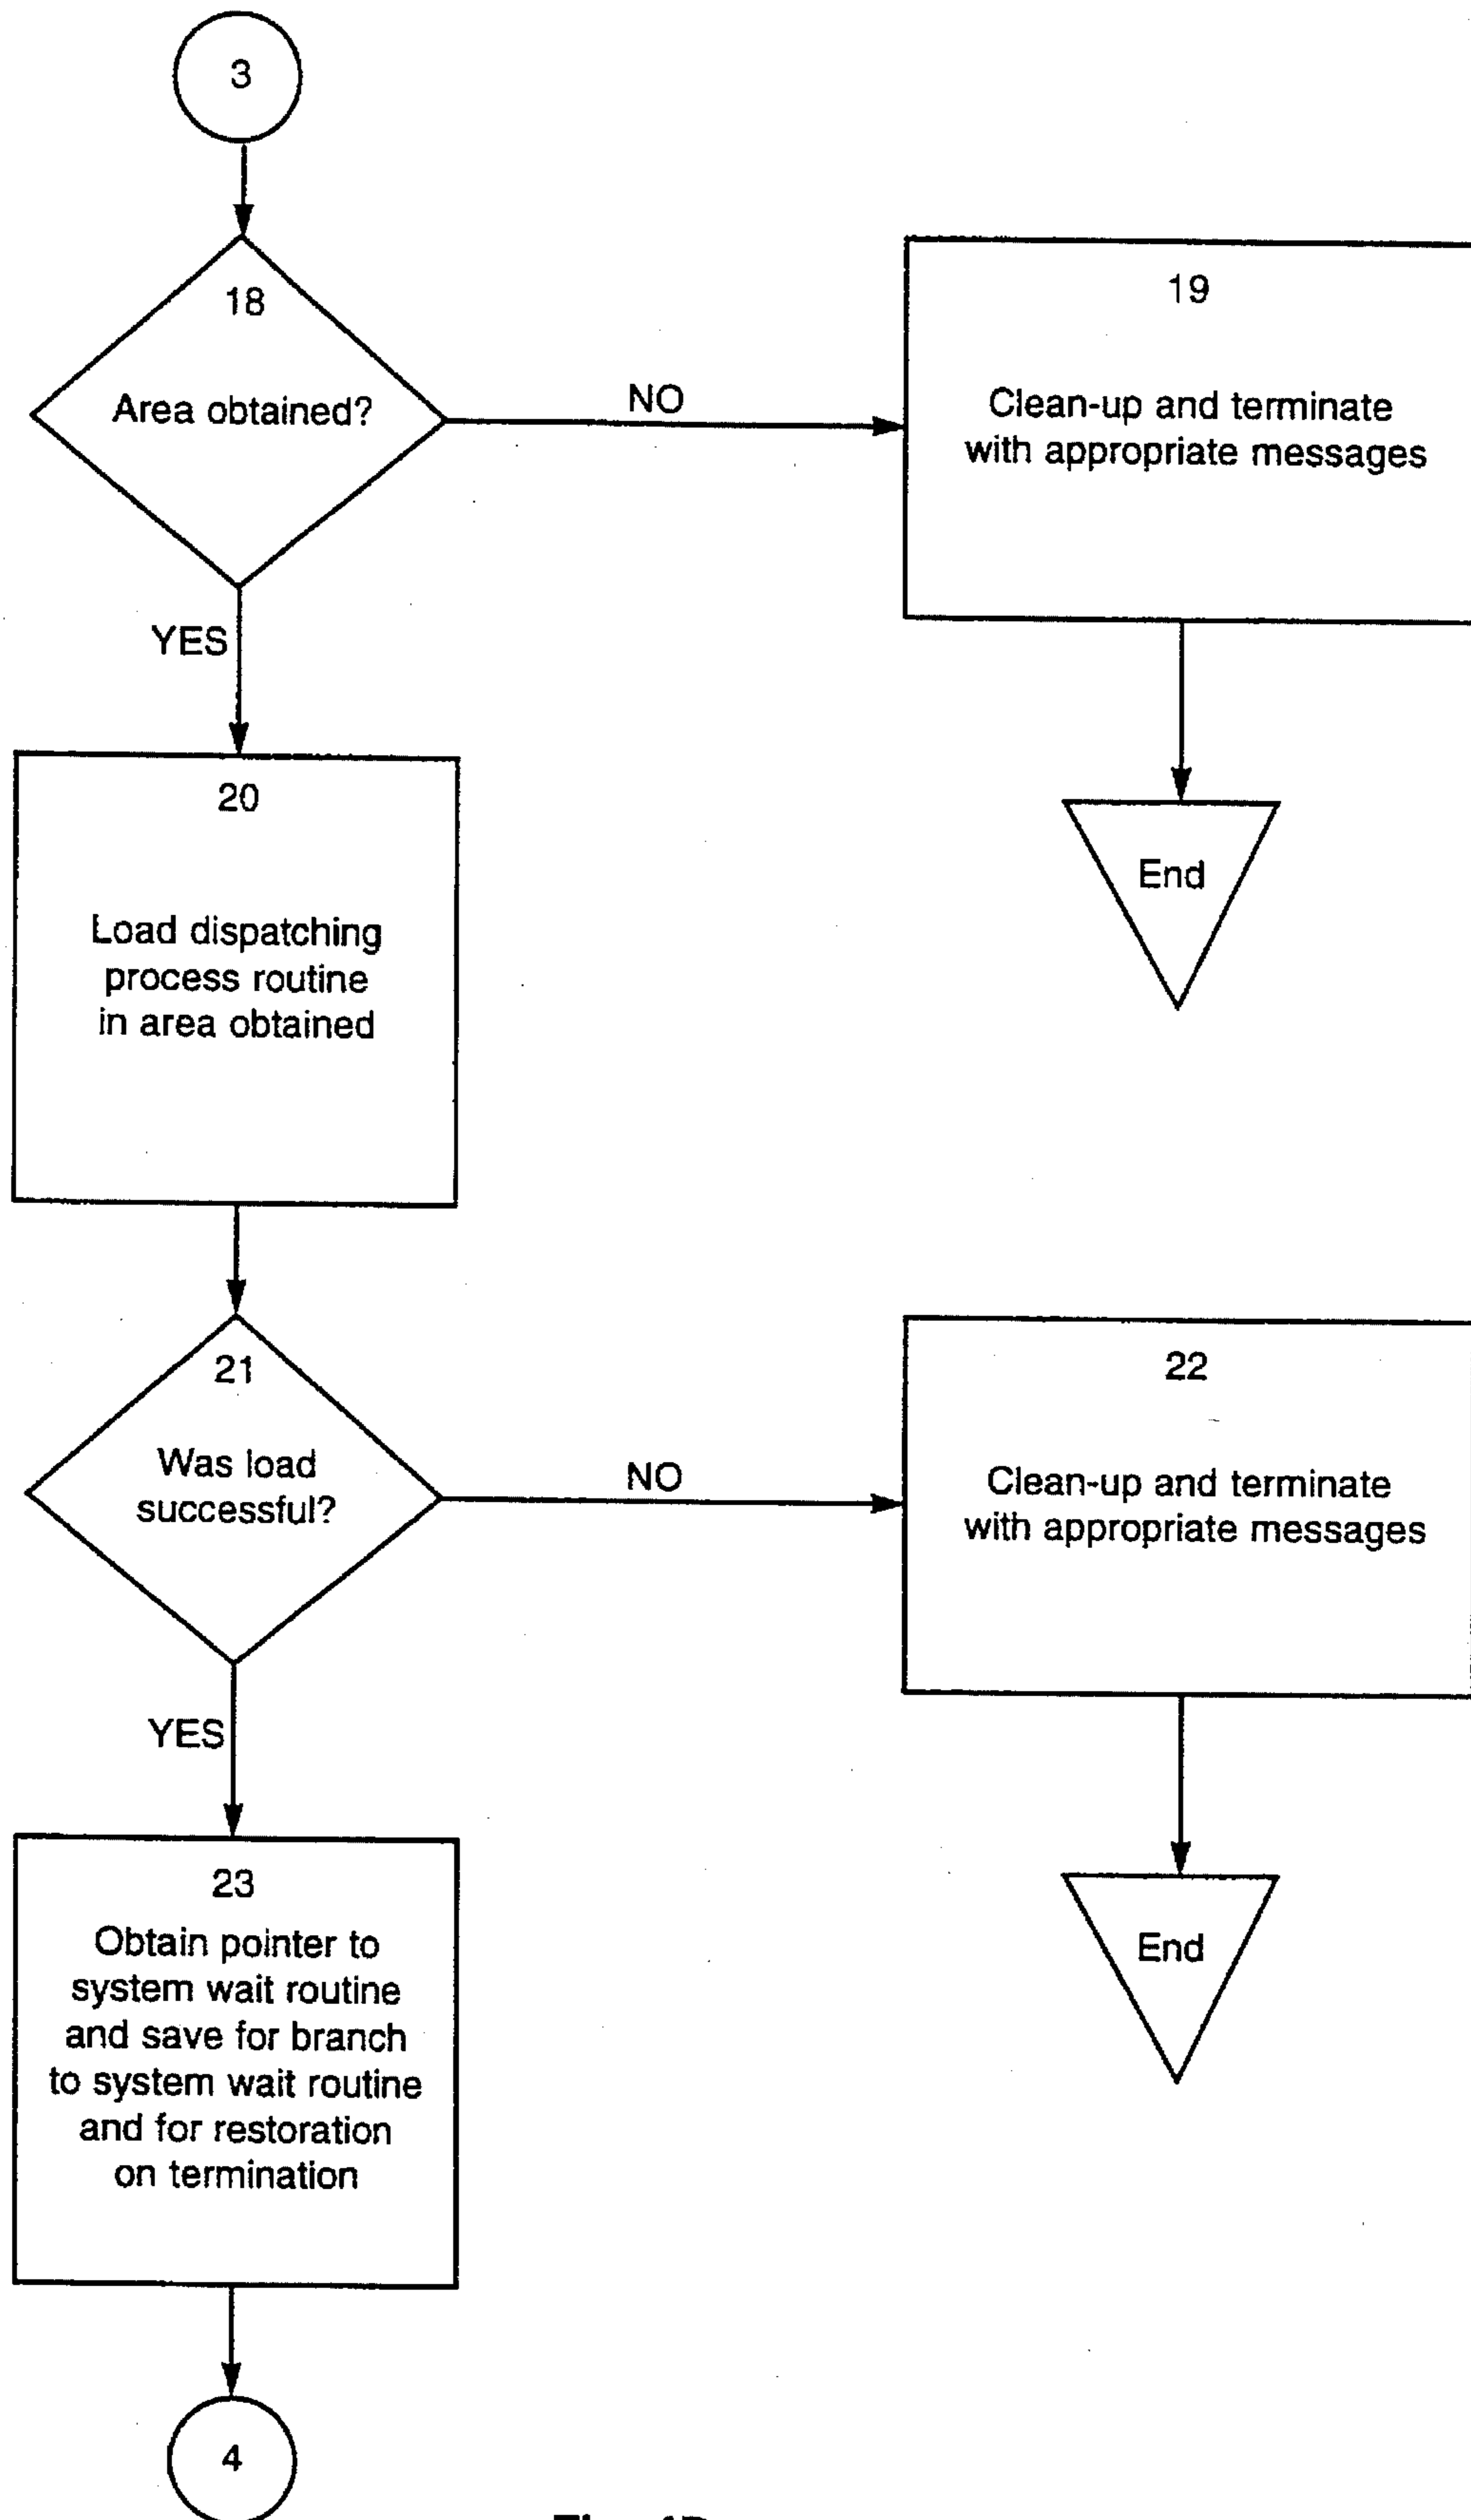 3
18
Area obtained?
NO
19
Clean-up and terminate
with appropriate messages
YES
End
20
Load dispatching
process routine
in area obtained
21
Was load
successful?
NO
22
Clean-up and terminate
with appropriate messages
YES
End
23
Obtain pointer to
system wait routine
and save for branch
to system wait routine
and for restoration
on termination
4